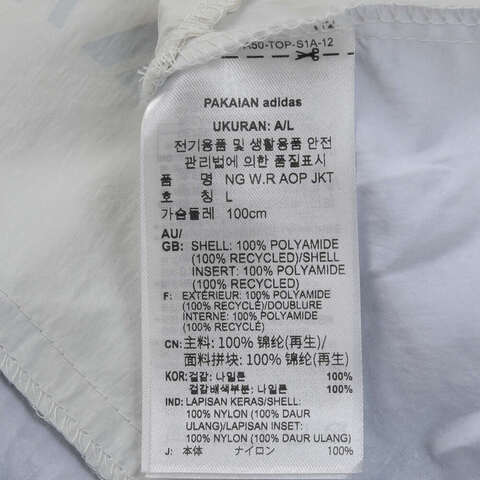 A50-TOP-S1A-12
PAKAIAN adidas
UKURAN: A/L
전기용품 및 생활용품 안전
관리법에 의한 품질표시
품 명 NG W.R AOP JKT
호 칭 L
가슴둘레 100cm
AU/
GB: SHELL: 100% POLYAMIDE
(100% RECYCLED)/SHELL
INSERT: 100% POLYAMIDE
(100% RECYCLED)
F: EXTÉRIEUR: 100% POLYAMIDE
(100% RECYCLÉ)/DOUBLURE
INTERNE: 100% POLYAMIDE
(100% RECYCLÉ)
CN: 主料: 100% 锦纶(再生)/
面料拼块: 100% 锦纶(再生)
KOR: 겉감: 나일론 100%
겉감배색부분: 나일론 100%
IND: LAPISAN KERAS/SHELL:
100% NYLON (100% DAUR
ULANG)/LAPISAN INSET:
100% NYLON (100% DAUR ULANG)
J: 本体 ナイロン 100%